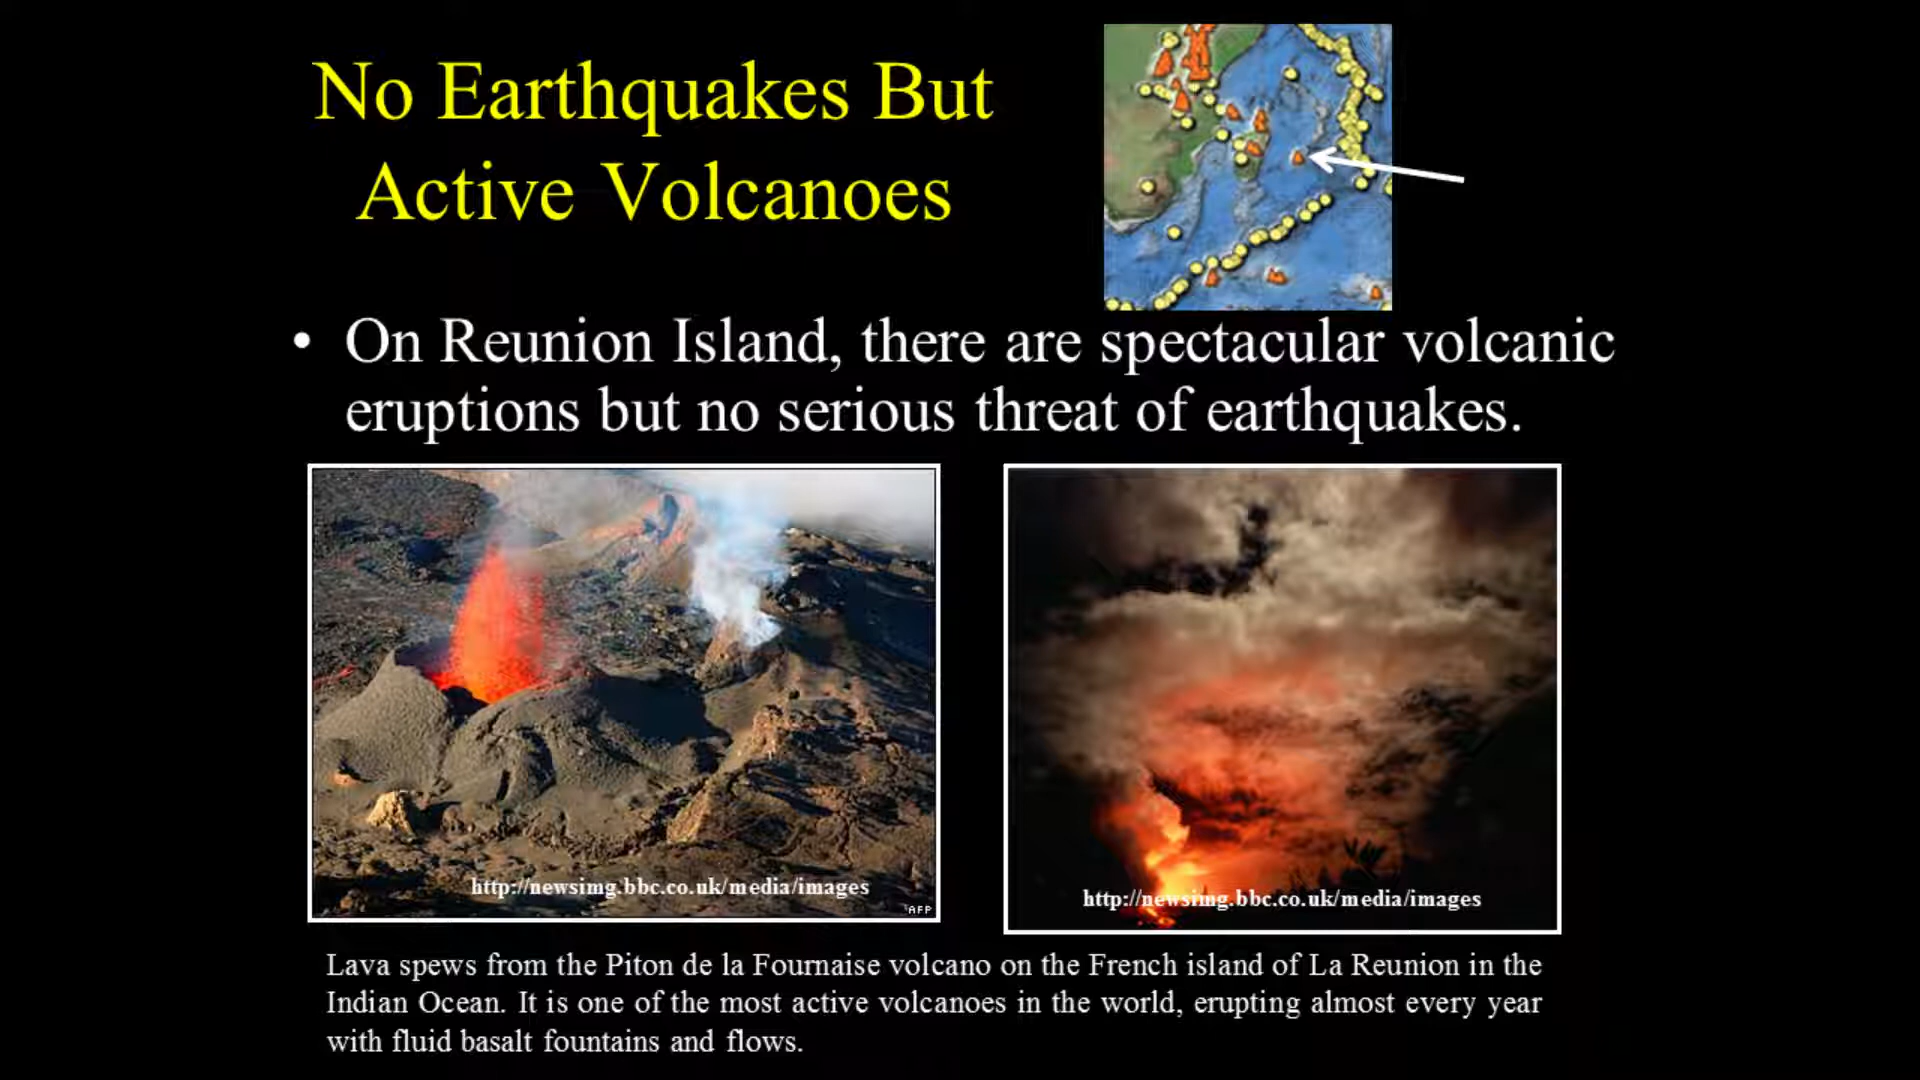 No Earthquakes But
Active Volcanoes
• On Reunion Island, there are spectacular volcanic
eruptions but no serious threat of earthquakes.
http://newsimg.bbc.co.uk/media/images
AFP
http://newsimg.bbc.co.uk/media/images
Lava spews from the Piton de la Fournaise volcano on the French island of La Reunion in the
Indian Ocean. It is one of the most active volcanoes in the world, erupting almost every year
with fluid basalt fountains and flows.